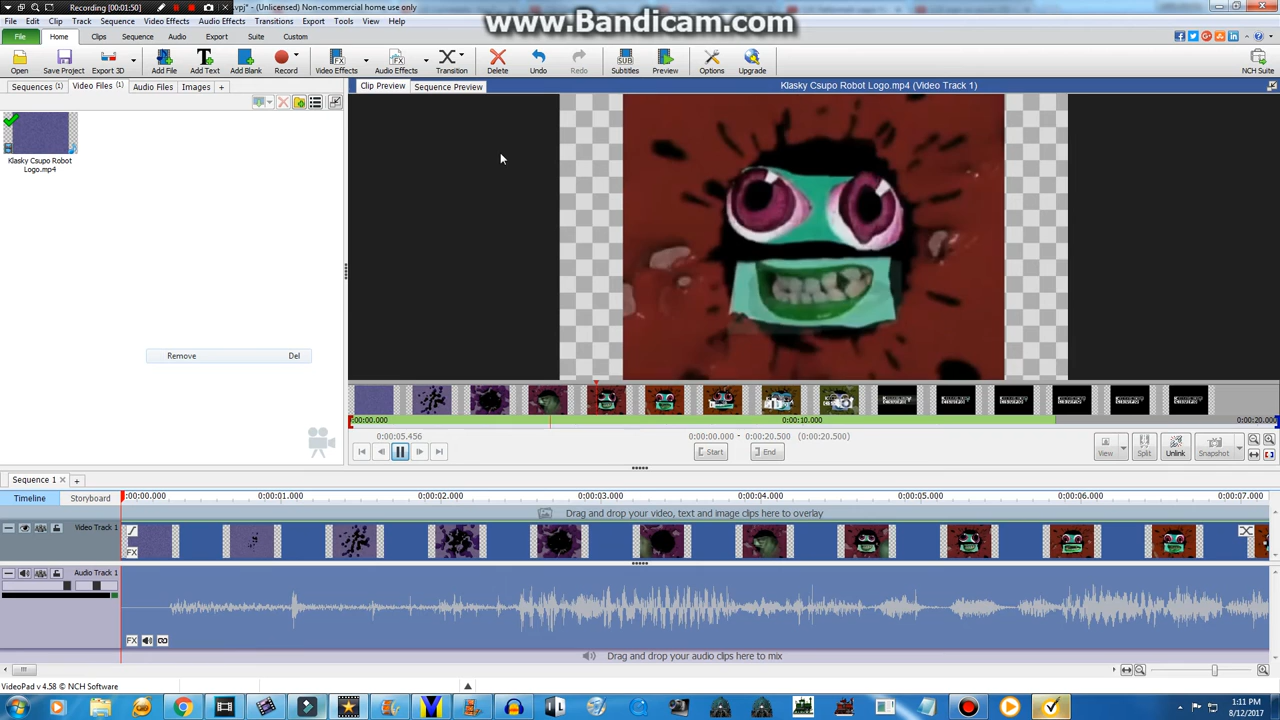 Recording [00:01:50]
.vpj* - (Unlicensed) Non-commercial home use only
www.Bandicam.com
File Edit Clip Track Sequence Video Effects Audio Effects Transitions Export Tools View Help
File Home Clips Sequence Audio Export Suite Custom
Open Save Project Export 3D Add File Add Text Add Blank Record Video Effects Audio Effects Transition Delete Undo Redo Subtitles Preview Options Upgrade NCH Suite
Sequences (1) Video Files (1) Audio Files Images +
Clip Preview Sequence Preview Klasky Csupo Robot Logo.mp4 (Video Track 1)
Klasky Csupo Robot
Logo.mp4
Remove Del
0:00:00.000 0:00:10.000 0:00:20.
0:00:05.456 0:00:00.000 - 0:00:20.500 (0:00:20.500)
Start End View Split Unlink Snapshot
Sequence 1 × +
Timeline Storyboard 0:00:00.000 0:00:01.000 0:00:02.000 0:00:03.000 0:00:04.000 0:00:05.000 0:00:06.000 0:00:07.000
Drag and drop your video, text and image clips here to overlay
Video Track 1
FX
Audio Track 1
FX
Drag and drop your audio clips here to mix
VideoPad v 4.58 © NCH Software
1:11 PM
8/12/2017